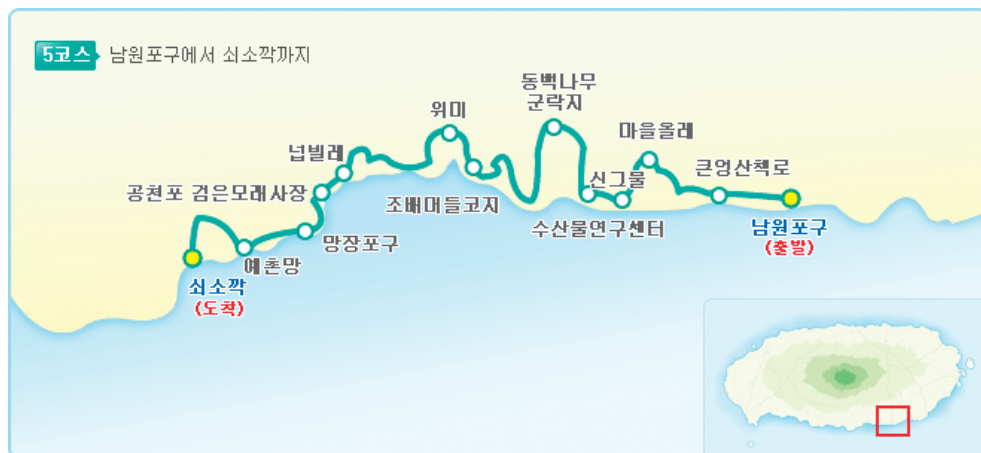 5코스 남원포구에서 쇠소깍까지
동백나무
군락지
위미
마을올레
넙빌레
큰엉산책로
신그물
공천포 검은모래사장
조배머들코지
수산물연구센터
남원포구
(출발)
망장포구
예촌망
쇠소깍
(도착)